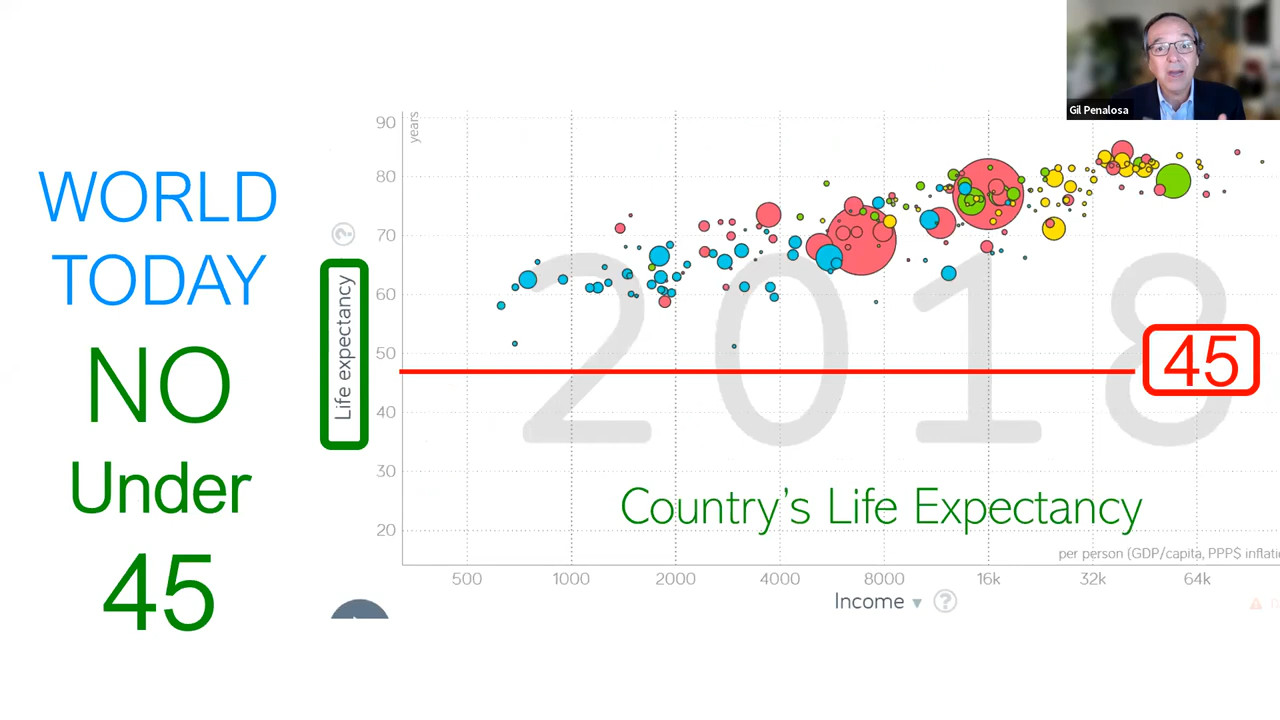 Gil Penalosa
WORLD
TODAY
NO
Under
45
?
Life expectancy
years
90
80
70
60
50
40
30
20
2018
45
Country's Life Expectancy
per person (GDP/capita, PPP$ inflati
500
1000
2000
4000
8000
16k
32k
64k
Income ▾ ?